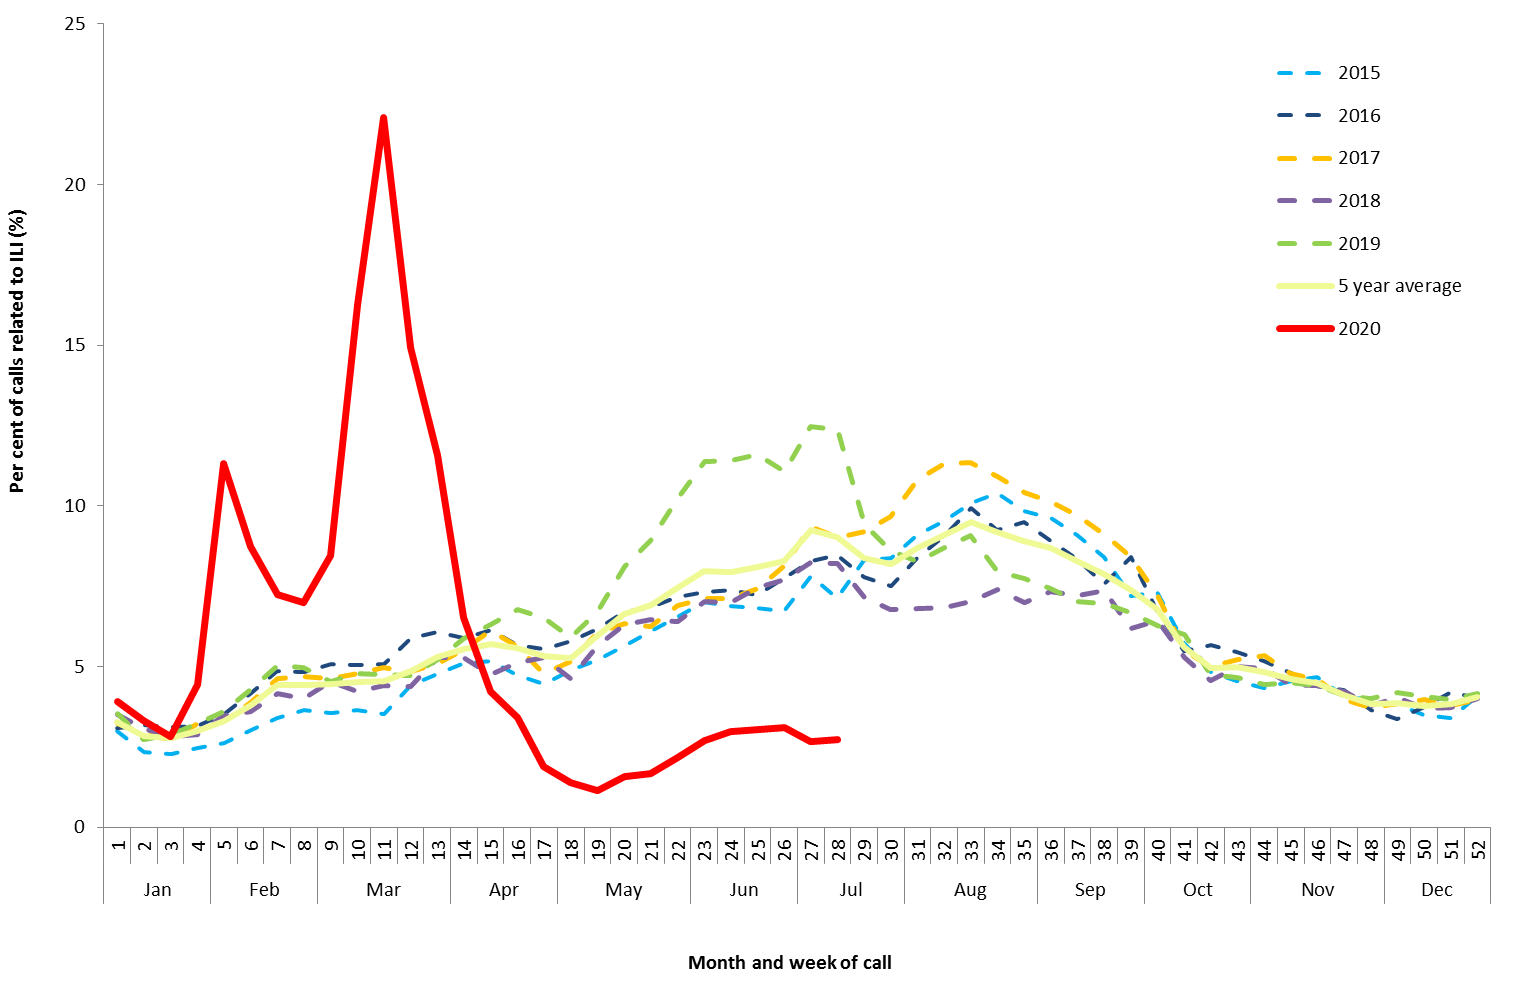 25
20
15
10
5
0
Per cent of calls related to ILI (%)
2015
2016
2017
2018
2019
5 year average
2020
1 2 3 4 5 6 7 8 9 10 11 12 13 14 15 16 17 18 19 20 21 22 23 24 25 26 27 28 29 30 31 32 33 34 35 36 37 38 39 40 41 42 43 44 45 46 47 48 49 50 51 52
Jan Feb Mar Apr May Jun Jul Aug Sep Oct Nov Dec
Month and week of call